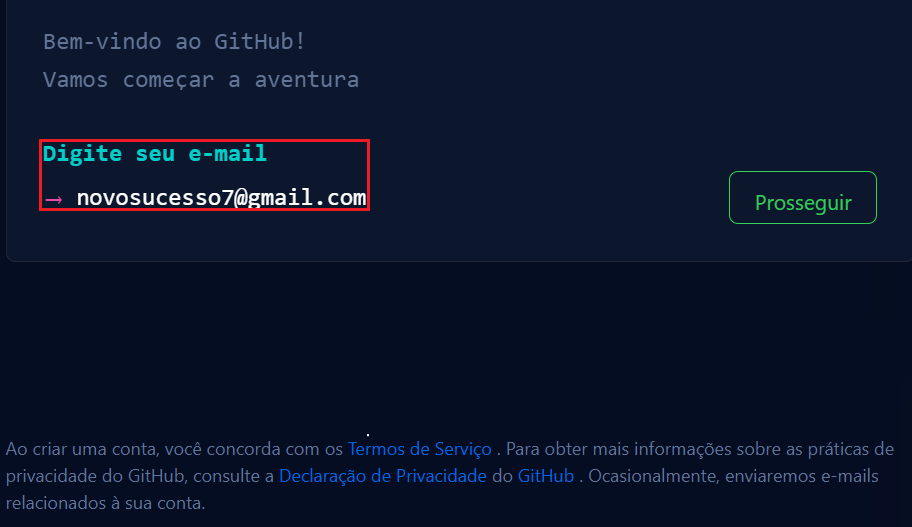 Bem-vindo ao GitHub!
Vamos começar a aventura
Digite seu e-mail
→ novosucesso7@gmail.com
Prosseguir
Ao criar uma conta, você concorda com os Termos de Serviço . Para obter mais informações sobre as práticas de
privacidade do GitHub, consulte a Declaração de Privacidade do GitHub . Ocasionalmente, enviaremos e-mails
relacionados à sua conta.